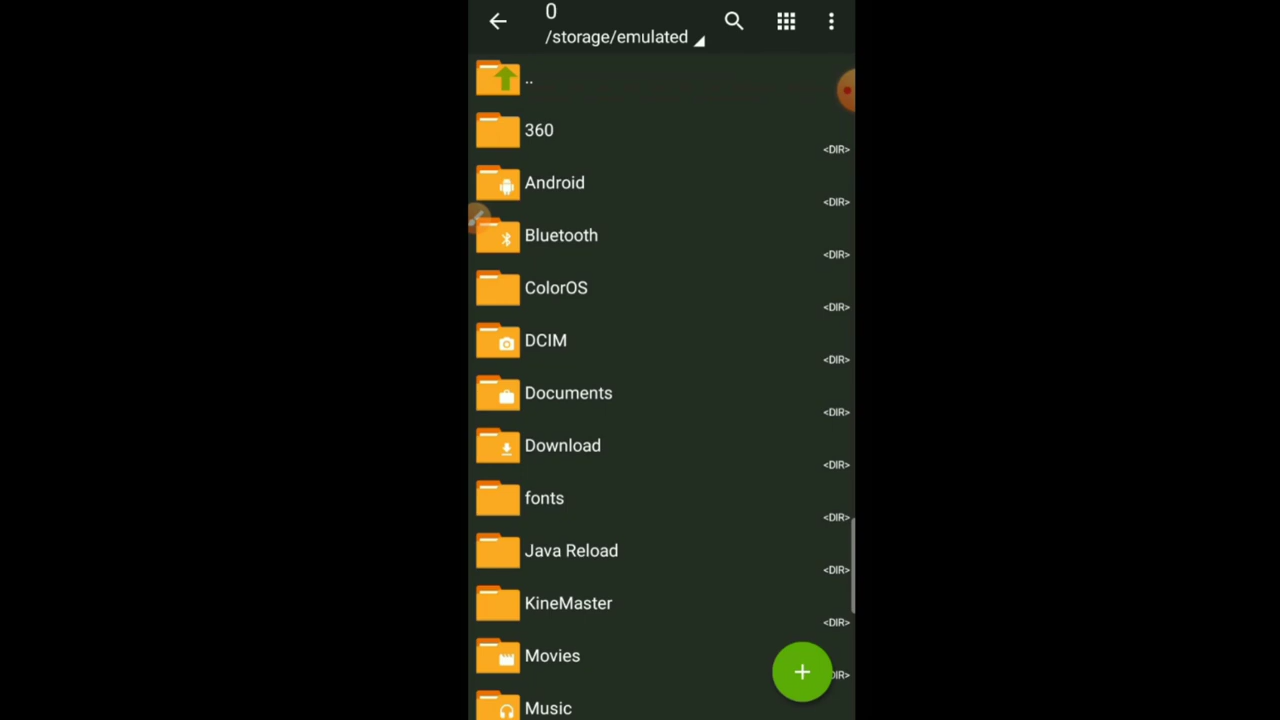 0
/storage/emulated
..
360
<DIR>
Android
<DIR>
Bluetooth
<DIR>
ColorOS
<DIR>
DCIM
<DIR>
Documents
<DIR>
Download
<DIR>
fonts
<DIR>
Java Reload
<DIR>
KineMaster
<DIR>
Movies
DIR>
Music